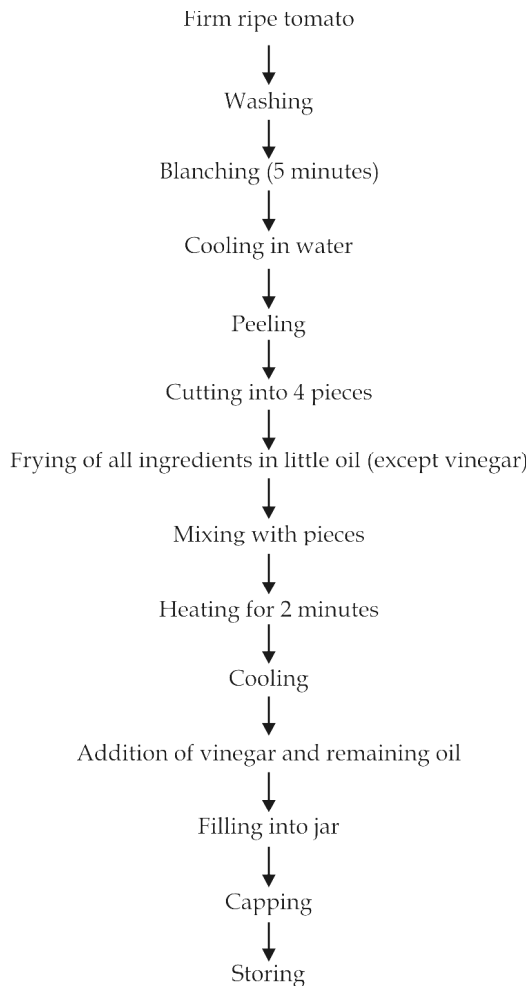 Firm ripe tomato
Washing
Blanching (5 minutes)
Cooling in water
Peeling
Cutting into 4 pieces
Frying of all ingredients in little oil (except vinegar)
Mixing with pieces
Heating for 2 minutes
Cooling
Addition of vinegar and remaining oil
Filling into jar
Capping
Storing